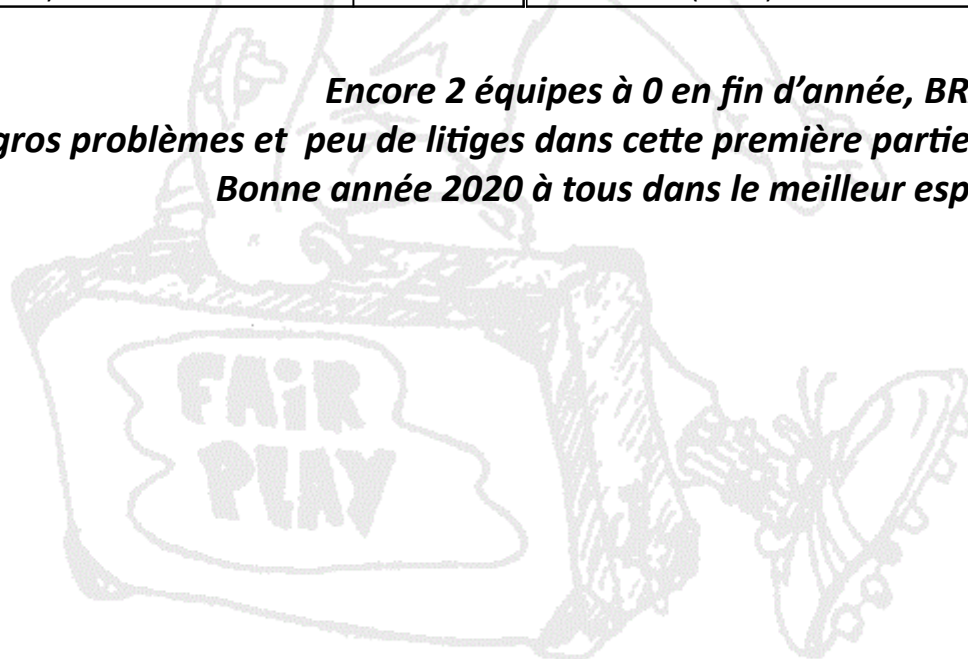 Encore 2 équipes à 0 en fin d’année, BR
gros problèmes et  peu de litiges dans cette première partie
Bonne année 2020 à tous dans le meilleur esp
FAiR
PLAY